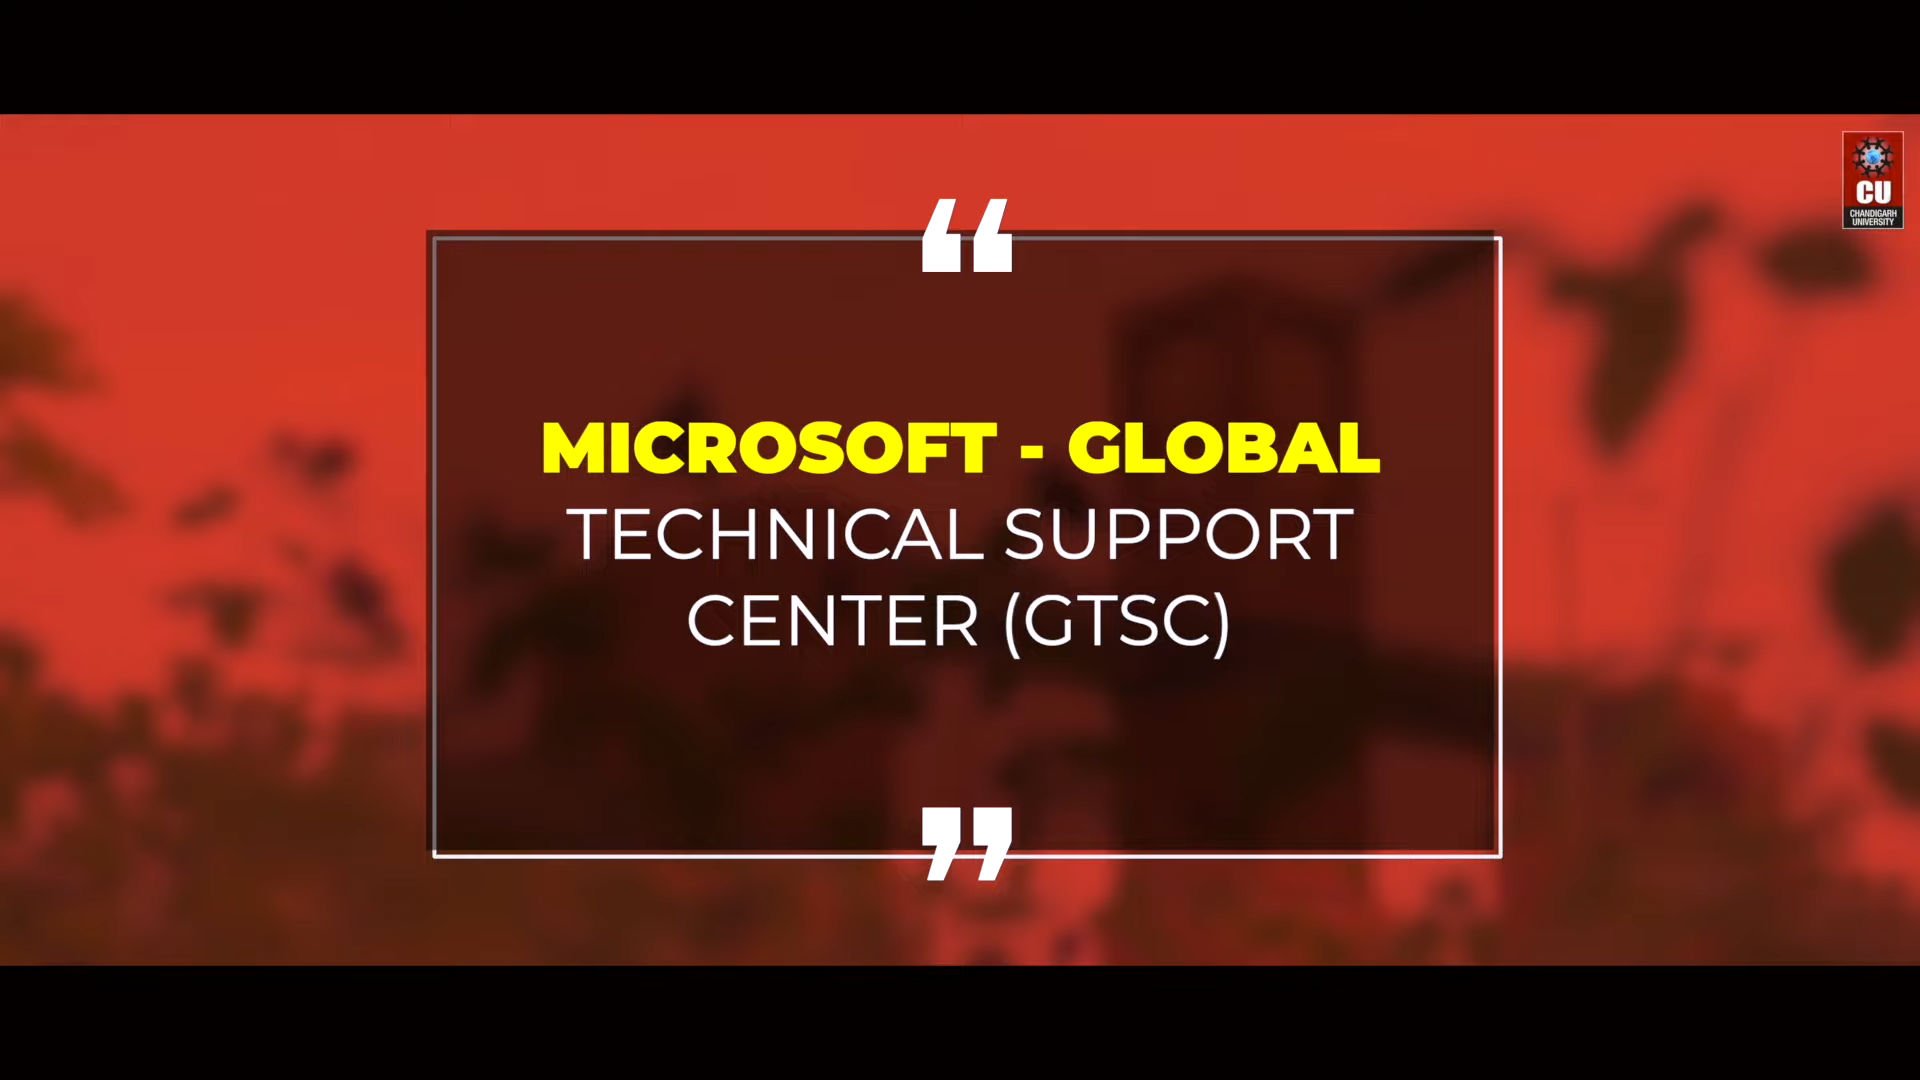 CU
CHANDIGARH
UNIVERSITY
“
MICROSOFT - GLOBAL
TECHNICAL SUPPORT
CENTER (GTSC)
”